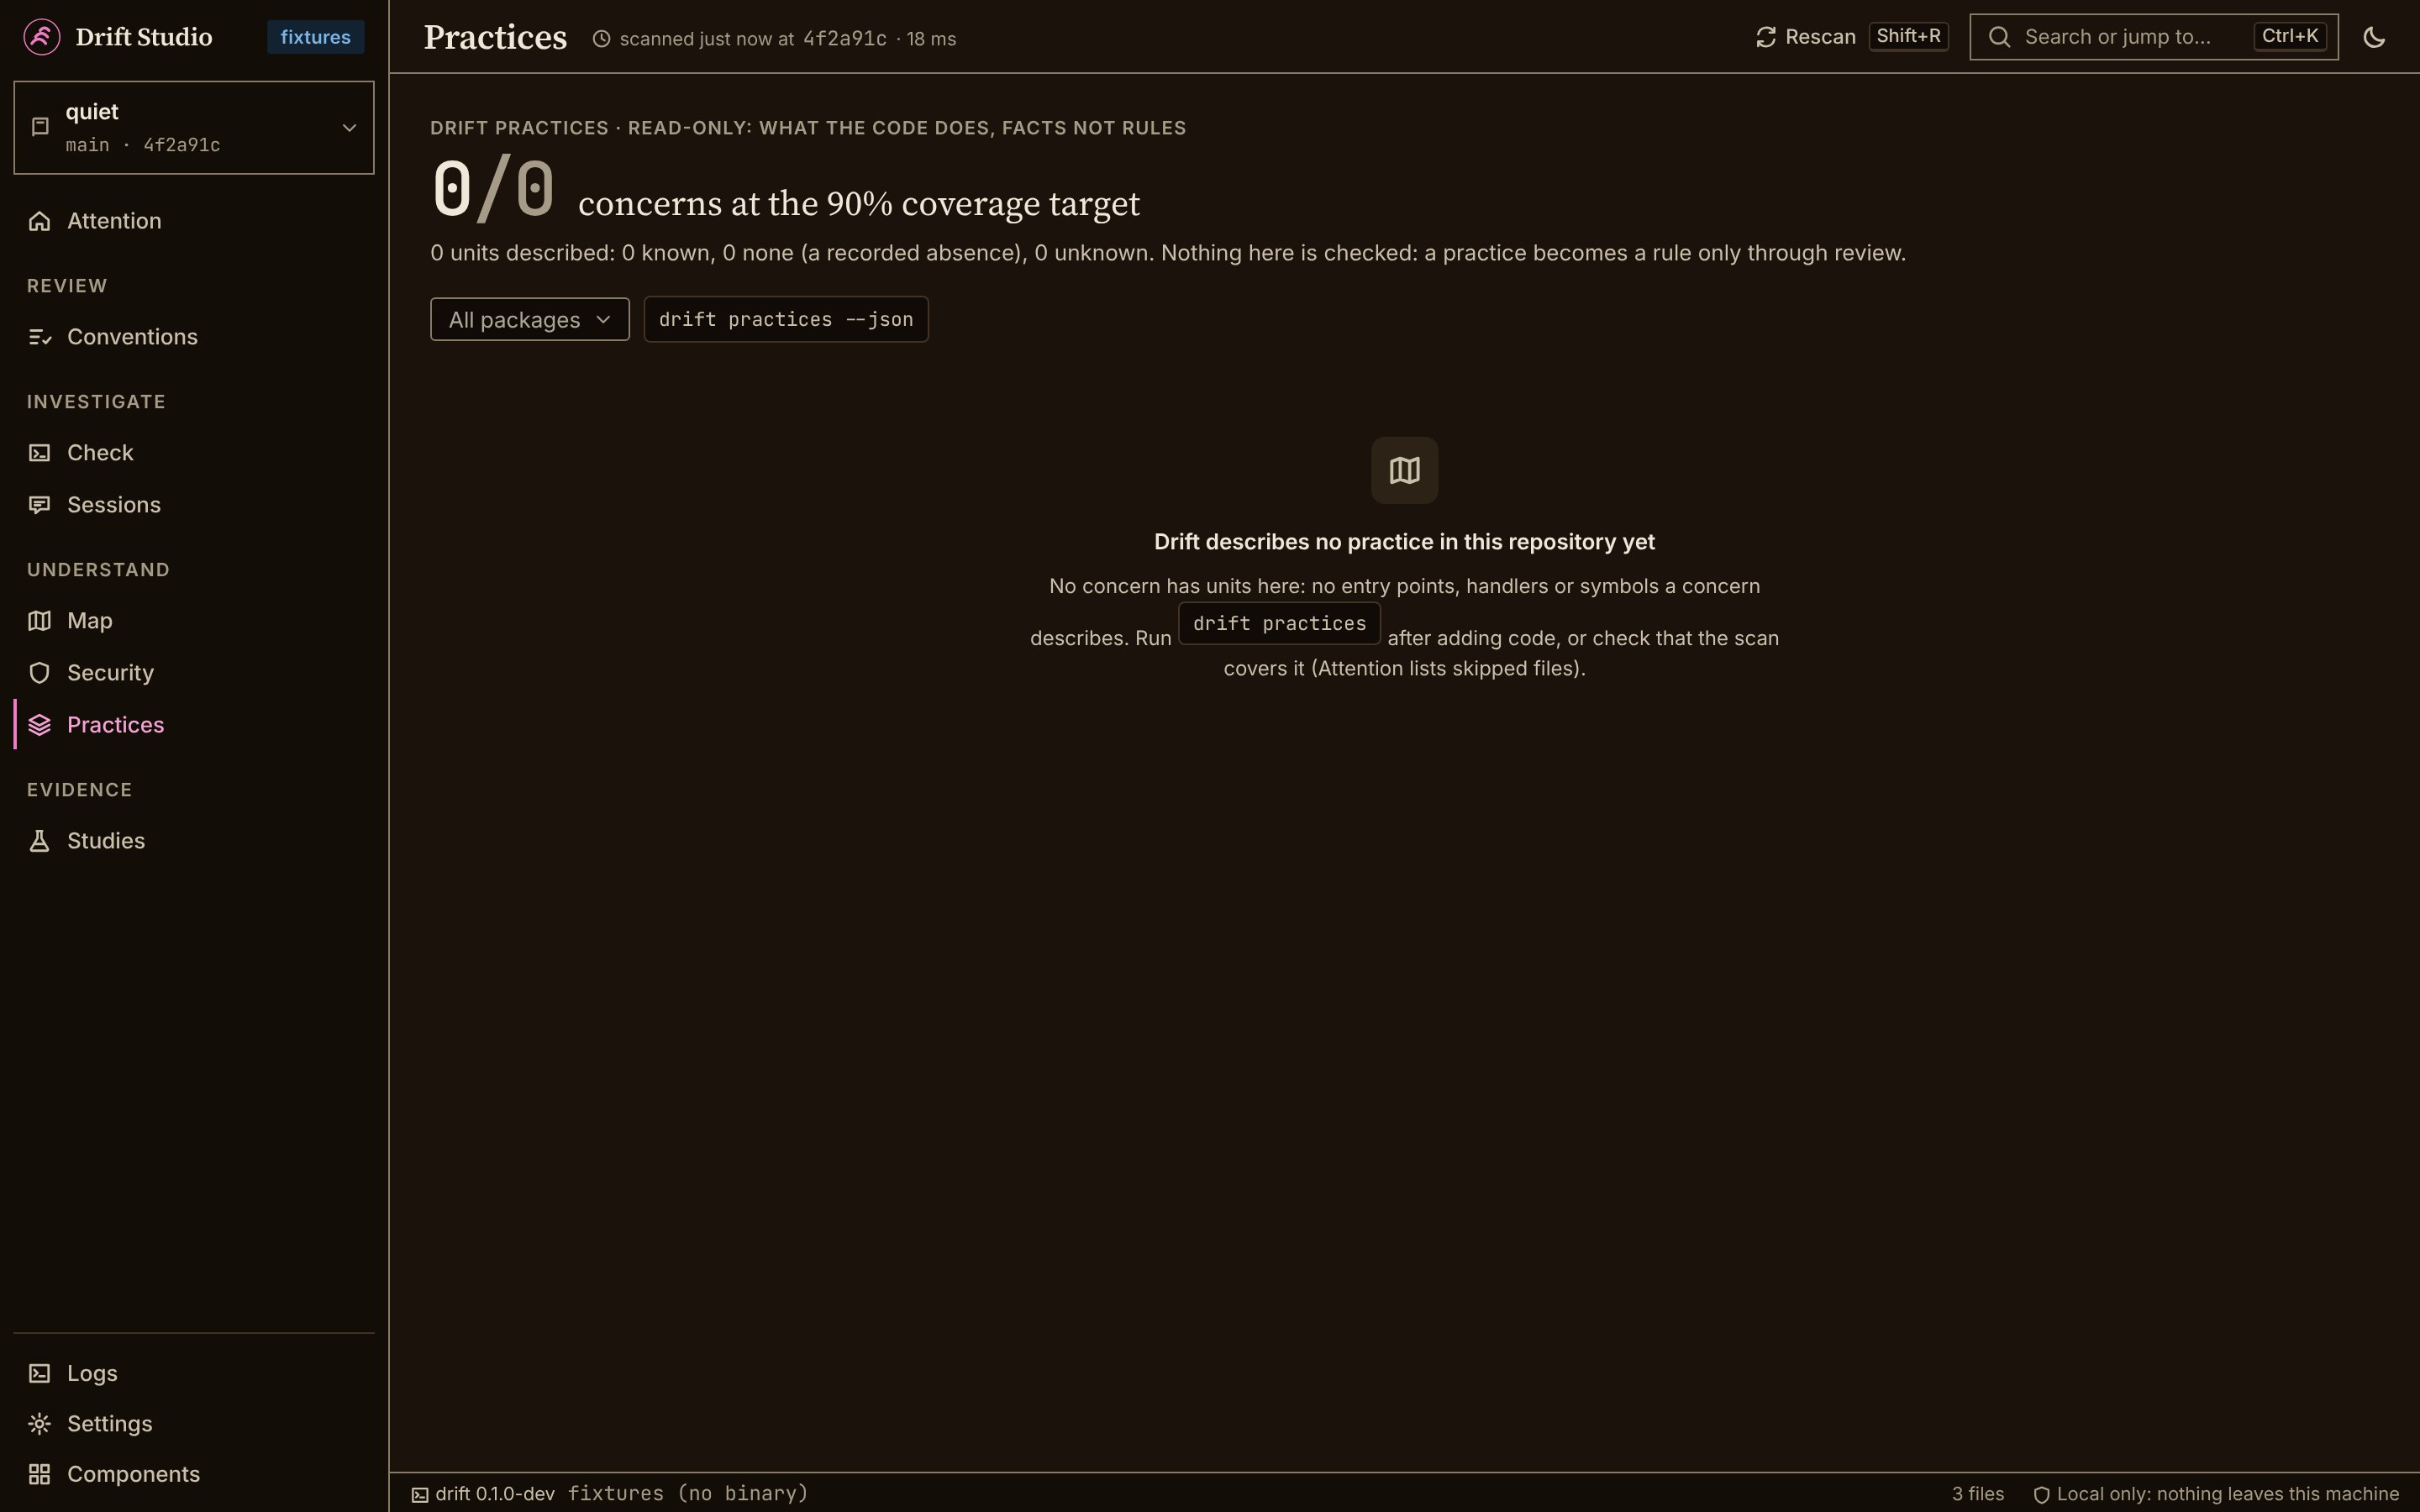 Drift Studio
fixtures
quiet
main · 4f2a91c
Attention
REVIEW
Conventions
INVESTIGATE
Check
Sessions
UNDERSTAND
Map
Security
Practices
EVIDENCE
Studies
Logs
Settings
Components
Practices
scanned just now at 4f2a91c · 18 ms
Rescan
Shift+R
Search or jump to...
Ctrl+K
DRIFT PRACTICES · READ-ONLY: WHAT THE CODE DOES, FACTS NOT RULES
0/0 concerns at the 90% coverage target
0 units described: 0 known, 0 none (a recorded absence), 0 unknown. Nothing here is checked: a practice becomes a rule only through review.
All packages
drift practices --json
Drift describes no practice in this repository yet
No concern has units here: no entry points, handlers or symbols a concern
describes. Run drift practices after adding code, or check that the scan
covers it (Attention lists skipped files).
drift 0.1.0-dev fixtures (no binary)
3 files
Local only: nothing leaves this machine